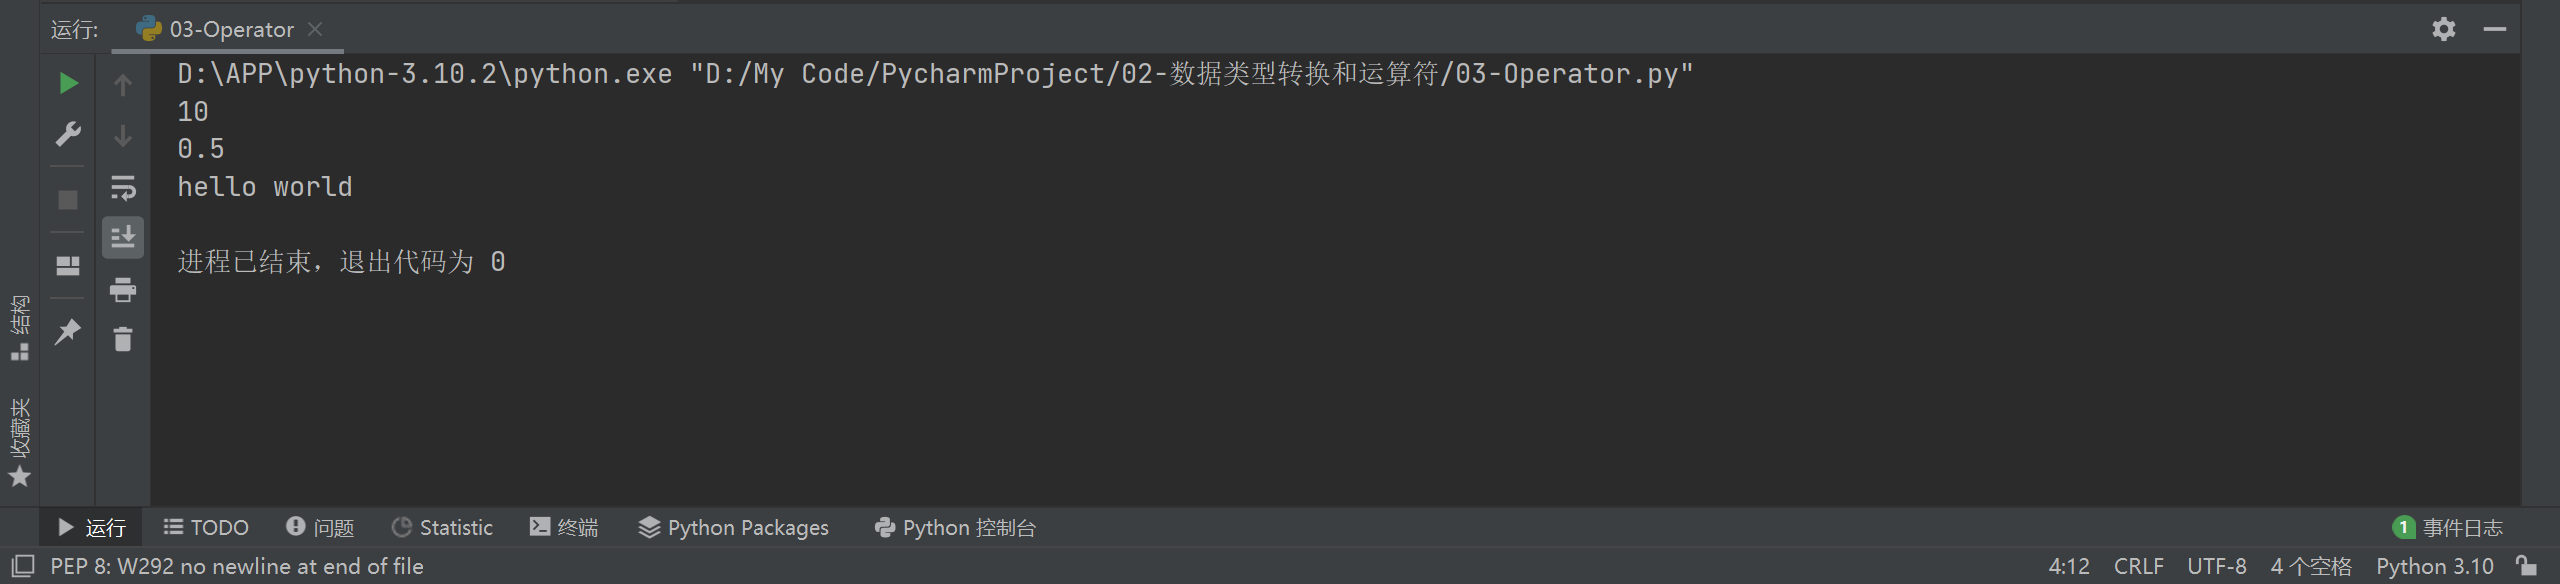 运行: 03-Operator
D:\APP\python-3.10.2\python.exe "D:/My Code/PycharmProject/02-数据类型转换和运算符/03-Operator.py"
10
0.5
hello world
进程已结束，退出代码为 0
结构
收藏夹
运行 TODO 问题 Statistic 终端 Python Packages Python 控制台 1 事件日志
PEP 8: W292 no newline at end of file 4:12 CRLF UTF-8 4 个空格 Python 3.10